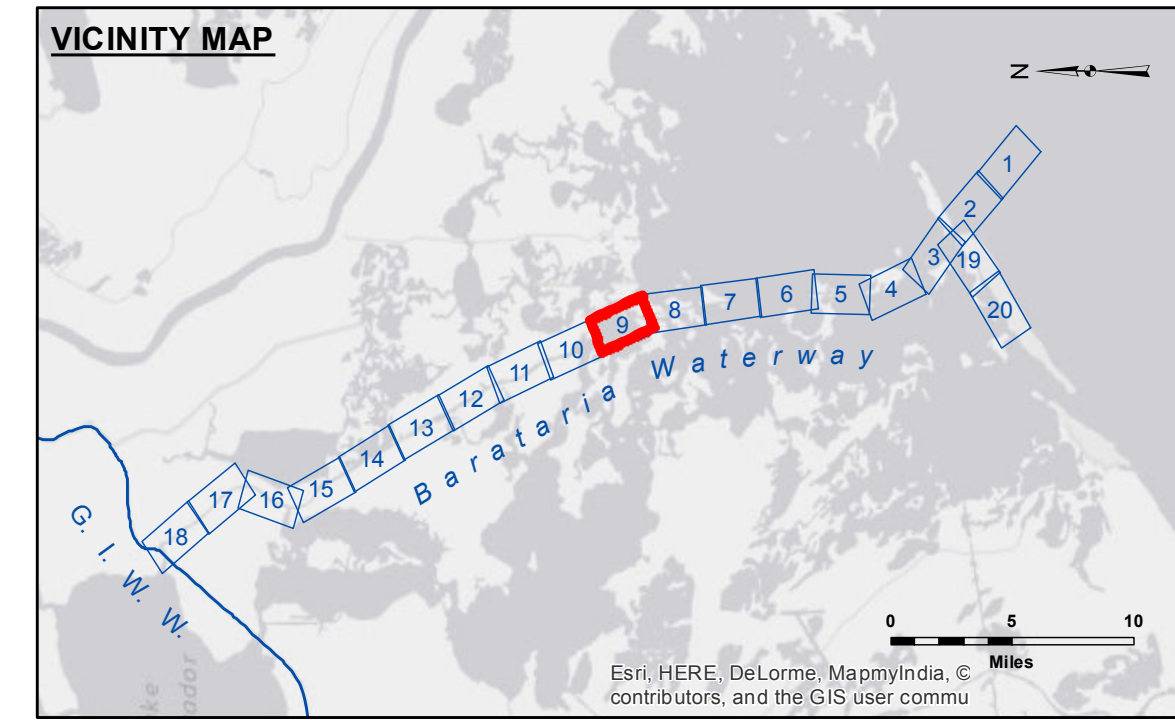 VICINITY MAP
N
1
2
3
19
20
4
5
6
7
8
9
10
11
12
13
14
15
16
17
18
Barataria Waterway
G. I. W. W.
0 5 10
Miles
Esri, HERE, DeLorme, MapmyIndia, ©
contributors, and the GIS user commu
ake
ador